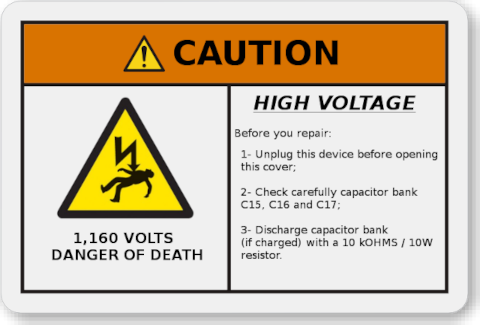 CAUTION
1,160 VOLTS
DANGER OF DEATH
HIGH VOLTAGE
Before you repair:
1- Unplug this device before opening
this cover;
2- Check carefully capacitor bank
C15, C16 and C17;
3- Discharge capacitor bank
(if charged) with a 10 kOHMS / 10W
resistor.